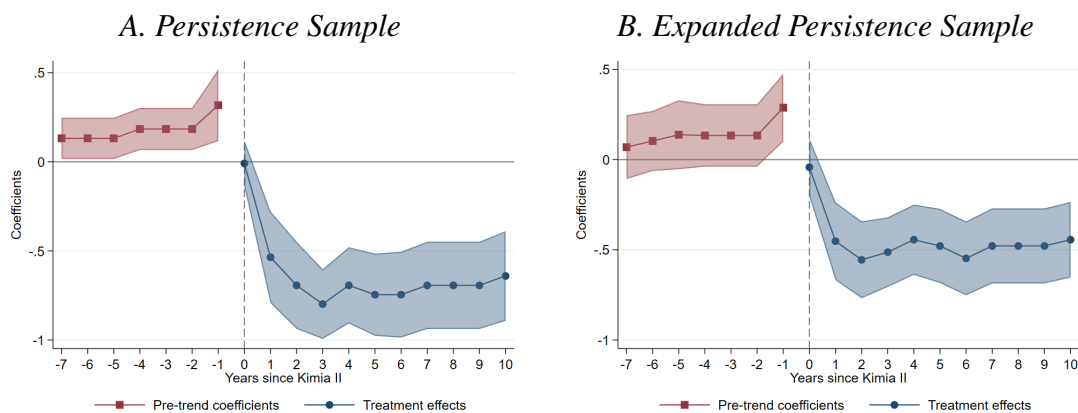 A. Persistence Sample
B. Expanded Persistence Sample
.5
0
-.5
-1
Coefficients
-7 -6 -5 -4 -3 -2 -1 0 1 2 3 4 5 6 7 8 9 10
Years since Kimia II
Pre-trend coefficients Treatment effects
.5
0
-.5
-1
Coefficients
-7 -6 -5 -4 -3 -2 -1 0 1 2 3 4 5 6 7 8 9 10
Years since Kimia II
Pre-trend coefficients Treatment effects